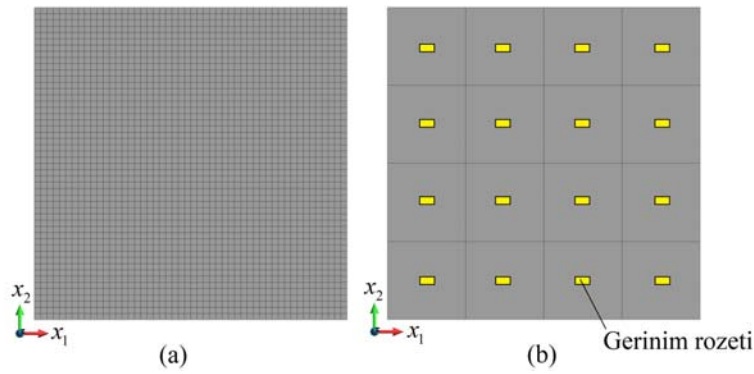 x₂
x₁
(a)
x₂
x₁
(b)
Gerinim rozeti